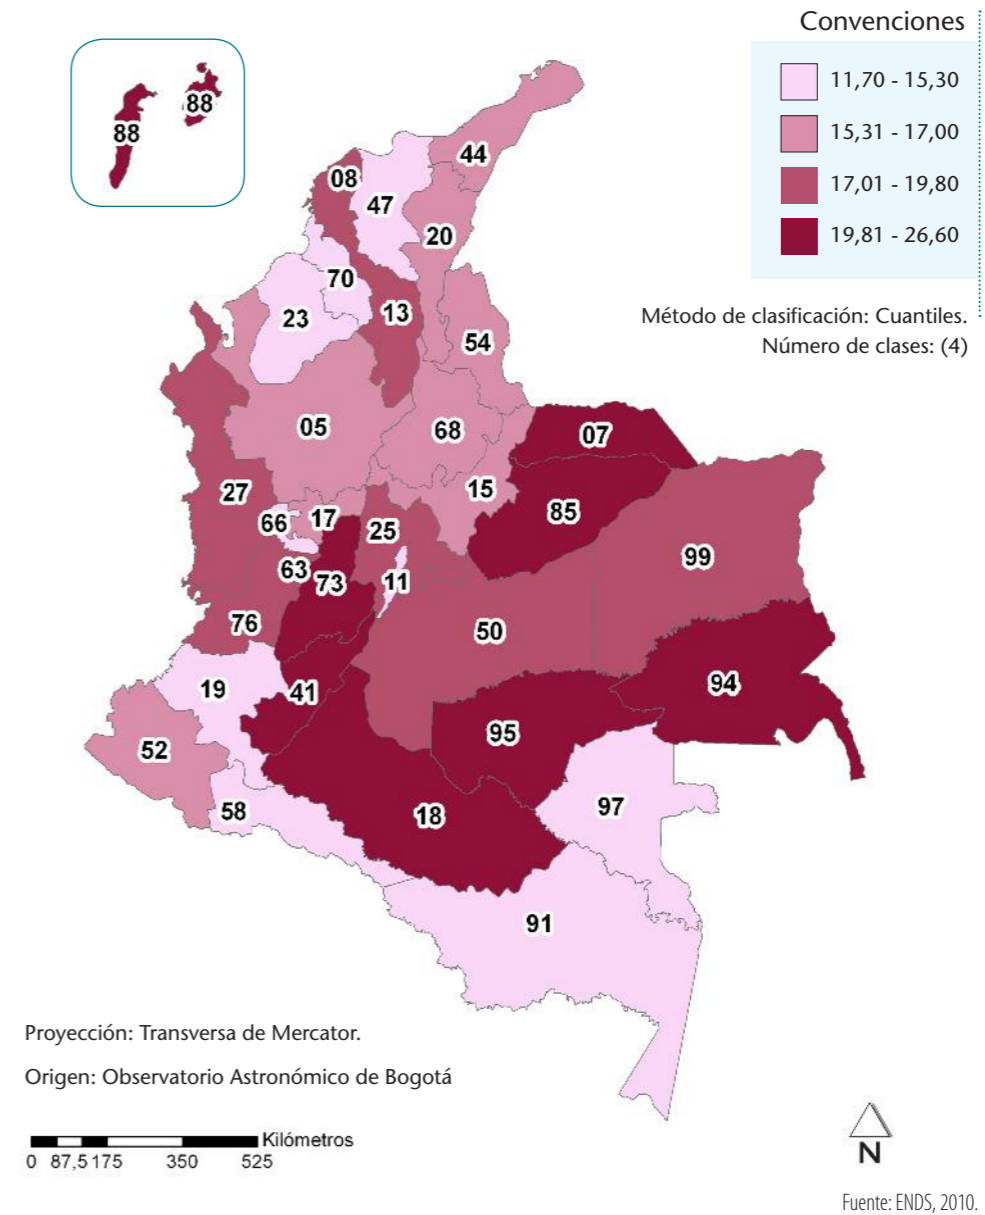 Convenciones
11,70 - 15,30
15,31 - 17,00
17,01 - 19,80
19,81 - 26,60
Método de clasificación: Cuantiles.
Número de clases: (4)
88
88
44
08
47
20
70
23
13
54
05
68
07
15
27
85
66
17
25
99
63
73
11
76
50
19
41
94
95
52
58
18
97
91
Proyección: Transversa de Mercator.
Origen: Observatorio Astronómico de Bogotá
Kilómetros
0 87,5 175 350 525
N
Fuente: ENDS, 2010.